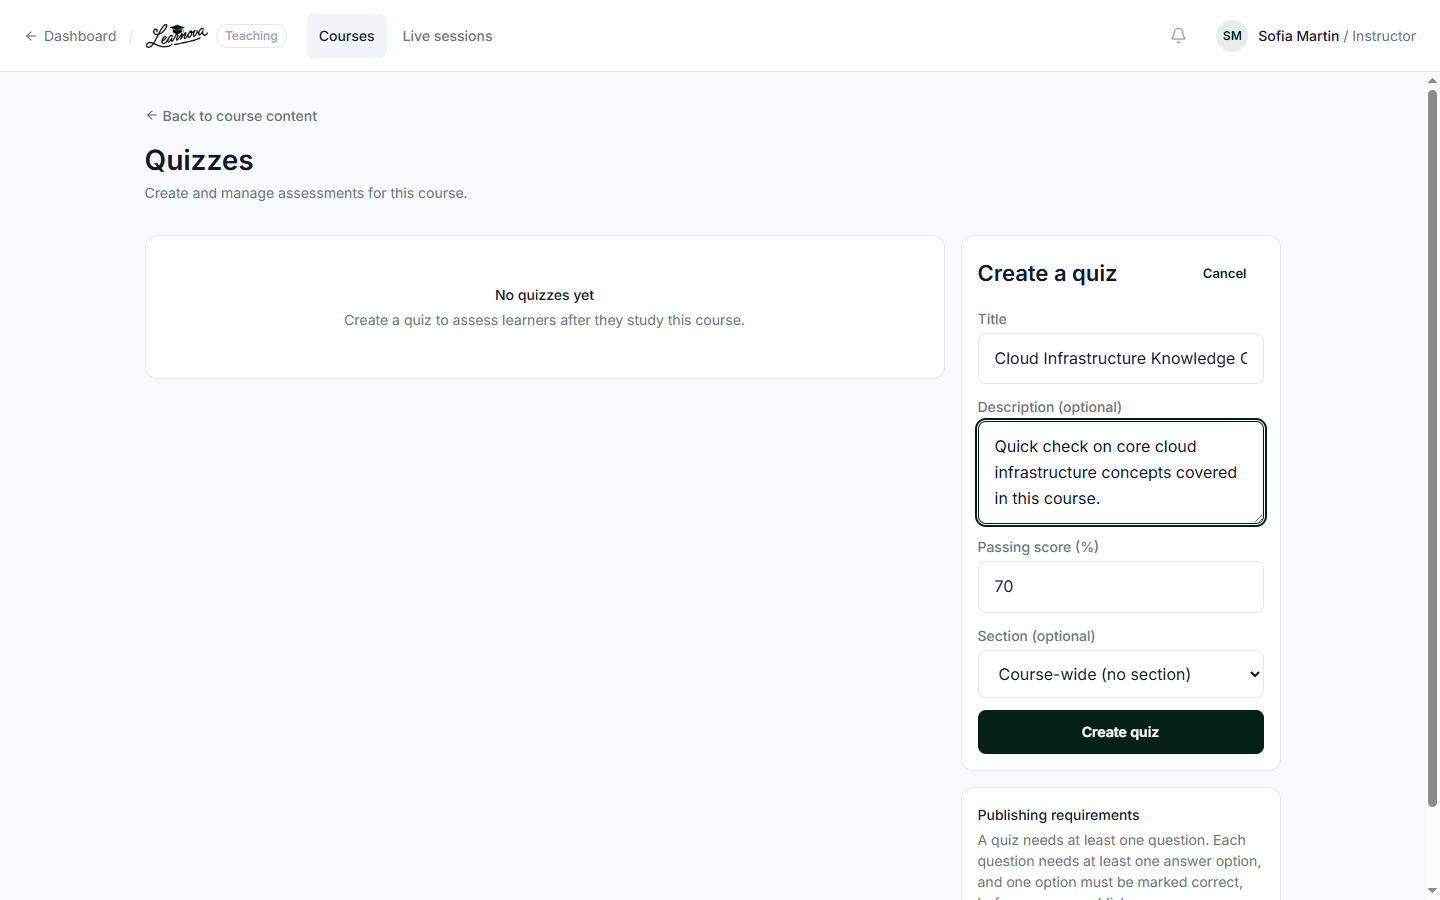 Dashboard / Learnova Teaching Courses Live sessions SM Sofia Martin / Instructor
Back to course content
Quizzes
Create and manage assessments for this course.
No quizzes yet
Create a quiz to assess learners after they study this course.
Create a quiz Cancel
Title
Cloud Infrastructure Knowledge
Description (optional)
Quick check on core cloud
infrastructure concepts covered
in this course.
Passing score (%)
70
Section (optional)
Course-wide (no section)
Create quiz
Publishing requirements
A quiz needs at least one question. Each
question needs at least one answer option,
and one option must be marked correct,